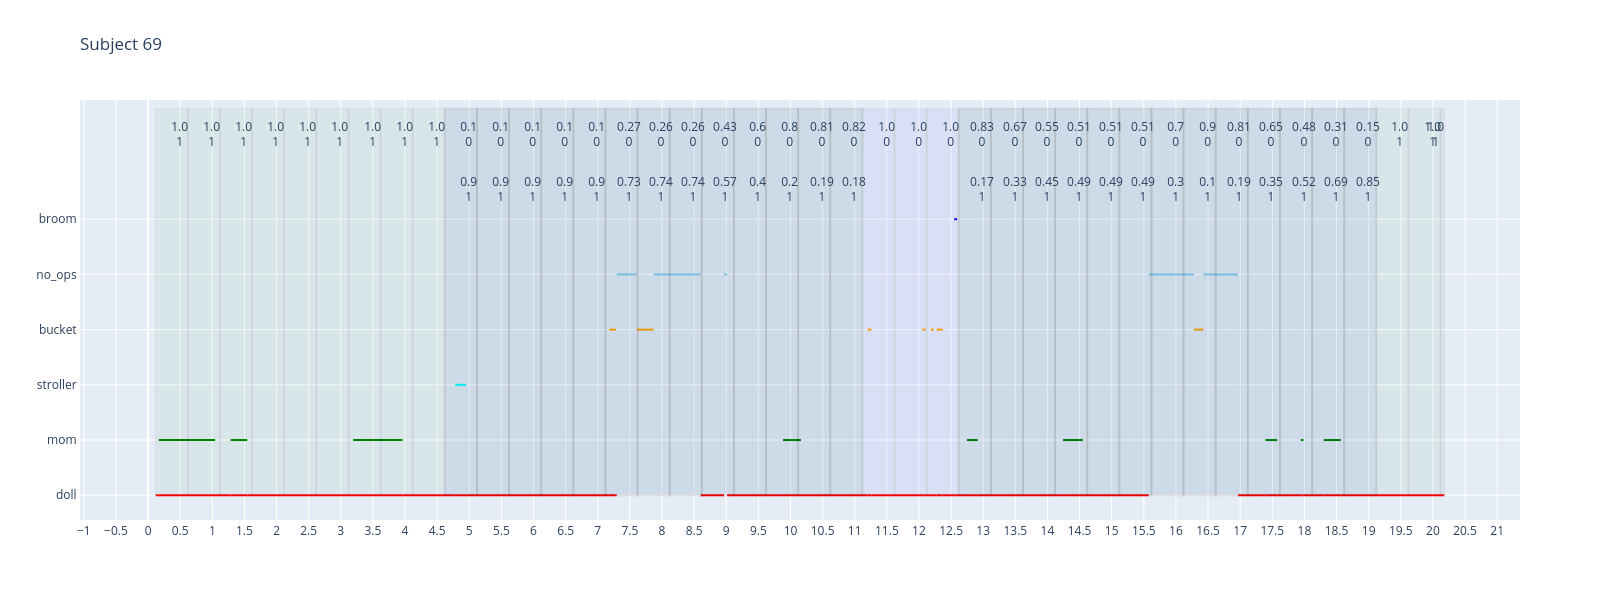 Subject 69
1.0 1.0 1.0 1.0 1.0 1.0 1.0 1.0 1.0 0.1 0.1 0.1 0.1 0.1 0.27 0.26 0.26 0.43 0.6 0.8 0.81 0.82 1.0 1.0 1.0 0.83 0.67 0.55 0.51 0.51 0.51 0.7 0.9 0.81 0.65 0.48 0.31 0.15 1.0 1.0
1 1 1 1 1 1 1 1 1 0 0 0 0 0 0 0 0 0 0 0 0 0 0 0 0 0 0 0 0 0 0 0 0 0 0 0 0 0 1 1
0.9 0.9 0.9 0.9 0.9 0.73 0.74 0.74 0.57 0.4 0.2 0.19 0.18 0.17 0.33 0.45 0.49 0.49 0.49 0.3 0.1 0.19 0.35 0.52 0.69 0.85
1 1 1 1 1 1 1 1 1 1 1 1 1 1 1 1 1 1 1 1 1 1 1 1 1 1
broom
no_ops
bucket
stroller
mom
doll
−1 −0.5 0 0.5 1 1.5 2 2.5 3 3.5 4 4.5 5 5.5 6 6.5 7 7.5 8 8.5 9 9.5 10 10.5 11 11.5 12 12.5 13 13.5 14 14.5 15 15.5 16 16.5 17 17.5 18 18.5 19 19.5 20 20.5 21